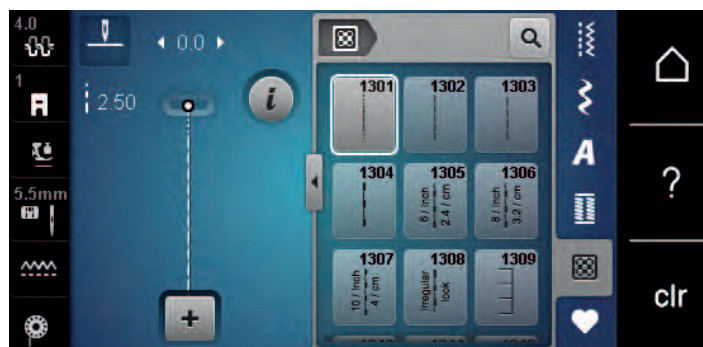 4.0
0.0
1
2.50
i
5.5mm
+
1301
1302
1303
1304
1305
6 / Inch
2.4 / cm
1306
8 / Inch
3.2 / cm
1307
10 / Inch
4 / cm
1308
irregular
look
1309
A
?
clr